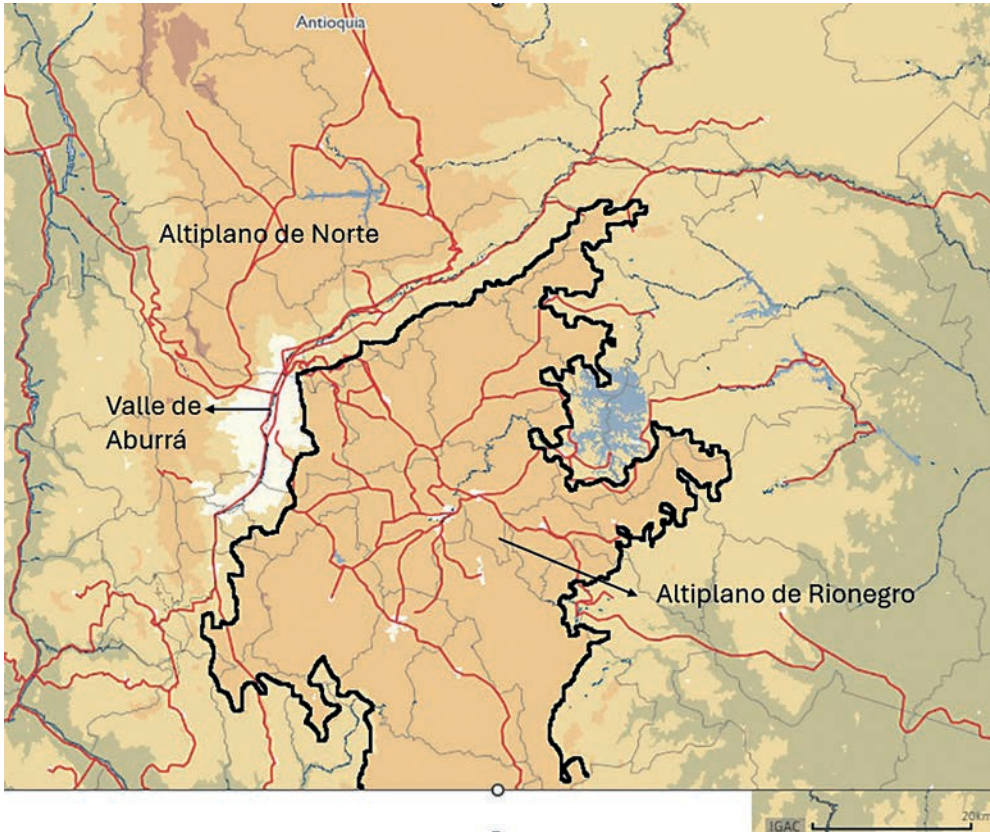 Antioquia
Altiplano de Norte
Valle de
Aburrá
Altiplano de Rionegro
IGAC
20km